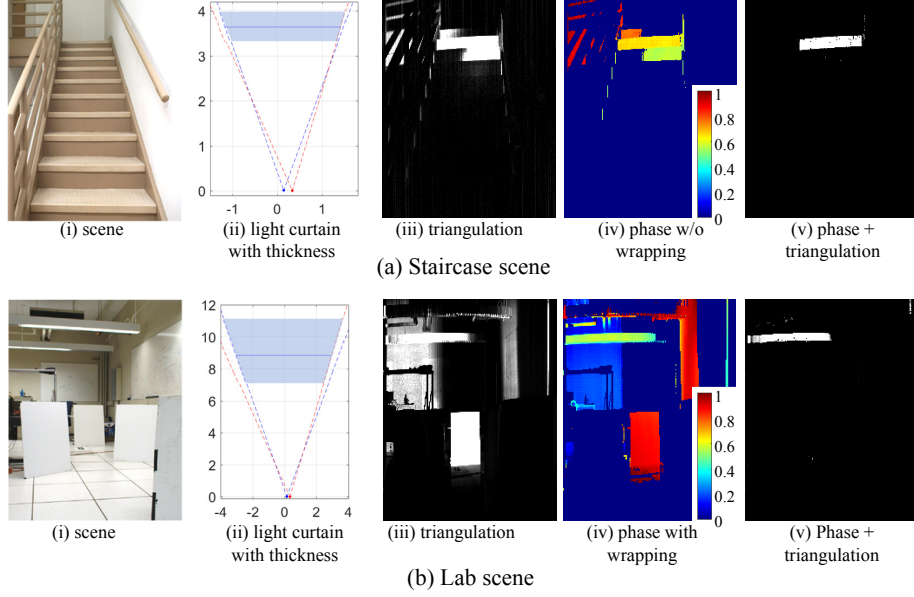 4
3
2
1
0
-1
0
1
1
0.8
0.6
0.4
0.2
0
(i) scene
(ii) light curtain
with thickness
(iii) triangulation
(iv) phase w/o
wrapping
(v) phase +
triangulation
(a) Staircase scene
12
10
8
6
4
2
0
-4
-2
0
2
4
1
0.8
0.6
0.4
0.2
0
(i) scene
(ii) light curtain
with thickness
(iii) triangulation
(iv) phase with
wrapping
(v) Phase +
triangulation
(b) Lab scene